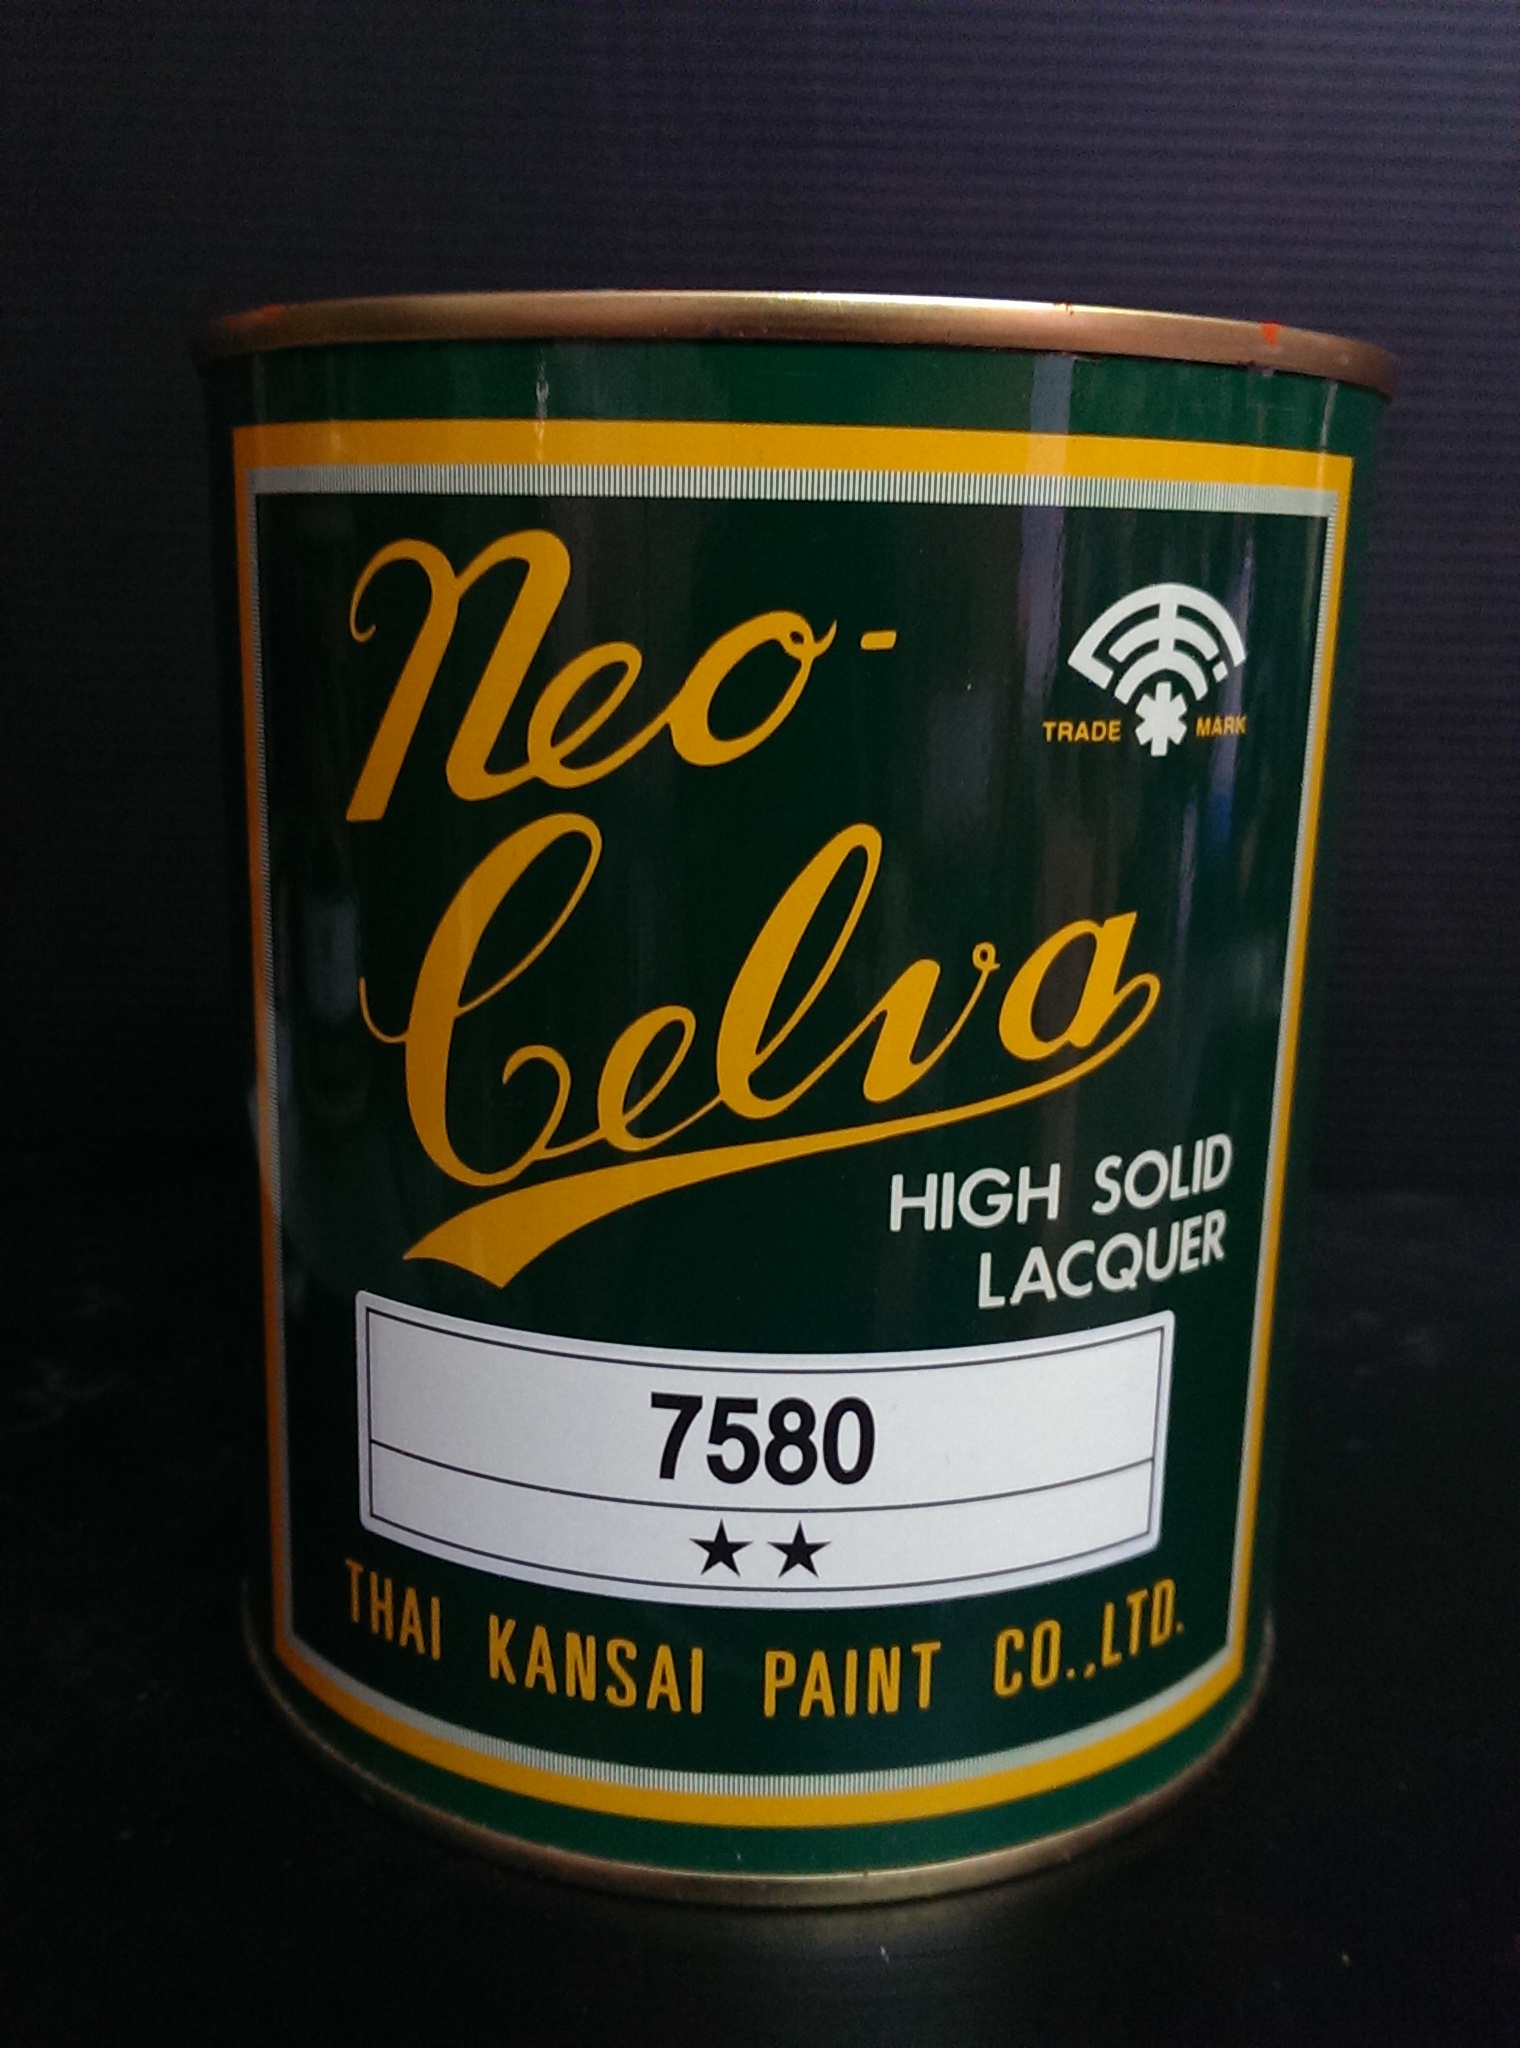 Neo-
TRADE MARK
Celva
HIGH SOLID
LACQUER
7580
★★
THAI KANSAI PAINT CO.,LTD.